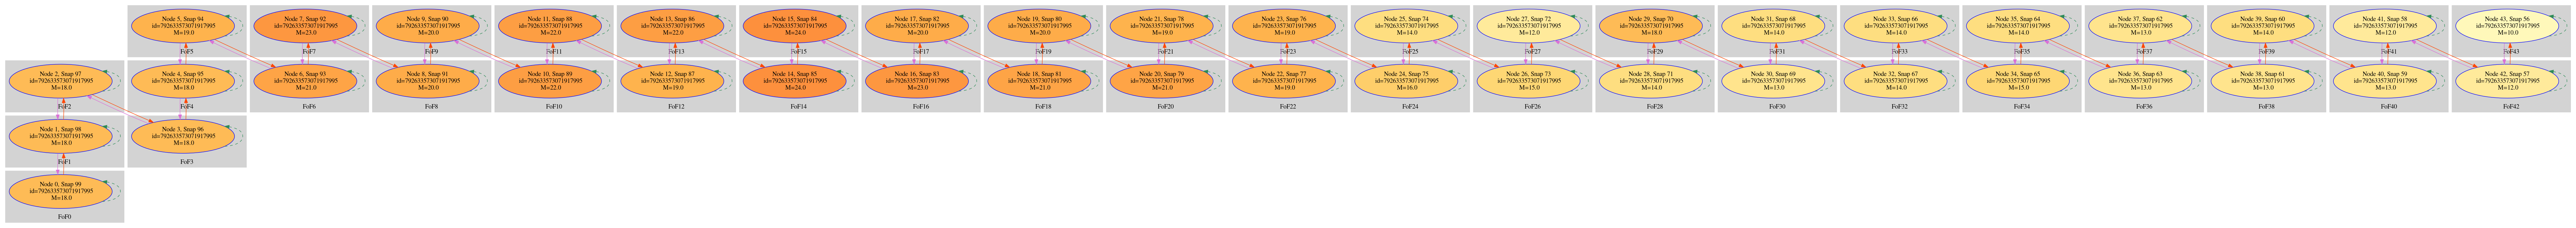 Node 5, Snap 94
id=792633573071917995
M=19.0
FoF5
Node 7, Snap 92
id=792633573071917995
M=23.0
FoF7
Node 9, Snap 90
id=792633573071917995
M=20.0
FoF9
Node 11, Snap 88
id=792633573071917995
M=22.0
FoF11
Node 13, Snap 86
id=792633573071917995
M=22.0
FoF13
Node 15, Snap 84
id=792633573071917995
M=24.0
FoF15
Node 17, Snap 82
id=792633573071917995
M=20.0
FoF17
Node 19, Snap 80
id=792633573071917995
M=20.0
FoF19
Node 21, Snap 78
id=792633573071917995
M=19.0
FoF21
Node 23, Snap 76
id=792633573071917995
M=19.0
FoF23
Node 25, Snap 74
id=792633573071917995
M=14.0
FoF25
Node 27, Snap 72
id=792633573071917995
M=12.0
FoF27
Node 29, Snap 70
id=792633573071917995
M=18.0
FoF29
Node 31, Snap 68
id=792633573071917995
M=14.0
FoF31
Node 33, Snap 66
id=792633573071917995
M=14.0
FoF33
Node 35, Snap 64
id=792633573071917995
M=14.0
FoF35
Node 37, Snap 62
id=792633573071917995
M=13.0
FoF37
Node 39, Snap 60
id=792633573071917995
M=14.0
FoF39
Node 41, Snap 58
id=792633573071917995
M=12.0
FoF41
Node 43, Snap 56
id=792633573071917995
M=10.0
FoF43
Node 2, Snap 97
id=792633573071917995
M=18.0
FoF2
Node 4, Snap 95
id=792633573071917995
M=18.0
FoF4
Node 6, Snap 93
id=792633573071917995
M=21.0
FoF6
Node 8, Snap 91
id=792633573071917995
M=20.0
FoF8
Node 10, Snap 89
id=792633573071917995
M=22.0
FoF10
Node 12, Snap 87
id=792633573071917995
M=19.0
FoF12
Node 14, Snap 85
id=792633573071917995
M=24.0
FoF14
Node 16, Snap 83
id=792633573071917995
M=23.0
FoF16
Node 18, Snap 81
id=792633573071917995
M=21.0
FoF18
Node 20, Snap 79
id=792633573071917995
M=21.0
FoF20
Node 22, Snap 77
id=792633573071917995
M=19.0
FoF22
Node 24, Snap 75
id=792633573071917995
M=16.0
FoF24
Node 26, Snap 73
id=792633573071917995
M=15.0
FoF26
Node 28, Snap 71
id=792633573071917995
M=14.0
FoF28
Node 30, Snap 69
id=792633573071917995
M=13.0
FoF30
Node 32, Snap 67
id=792633573071917995
M=14.0
FoF32
Node 34, Snap 65
id=792633573071917995
M=15.0
FoF34
Node 36, Snap 63
id=792633573071917995
M=13.0
FoF36
Node 38, Snap 61
id=792633573071917995
M=13.0
FoF38
Node 40, Snap 59
id=792633573071917995
M=13.0
FoF40
Node 42, Snap 57
id=792633573071917995
M=12.0
FoF42
Node 1, Snap 98
id=792633573071917995
M=18.0
FoF1
Node 3, Snap 96
id=792633573071917995
M=18.0
FoF3
Node 0, Snap 99
id=792633573071917995
M=18.0
FoF0